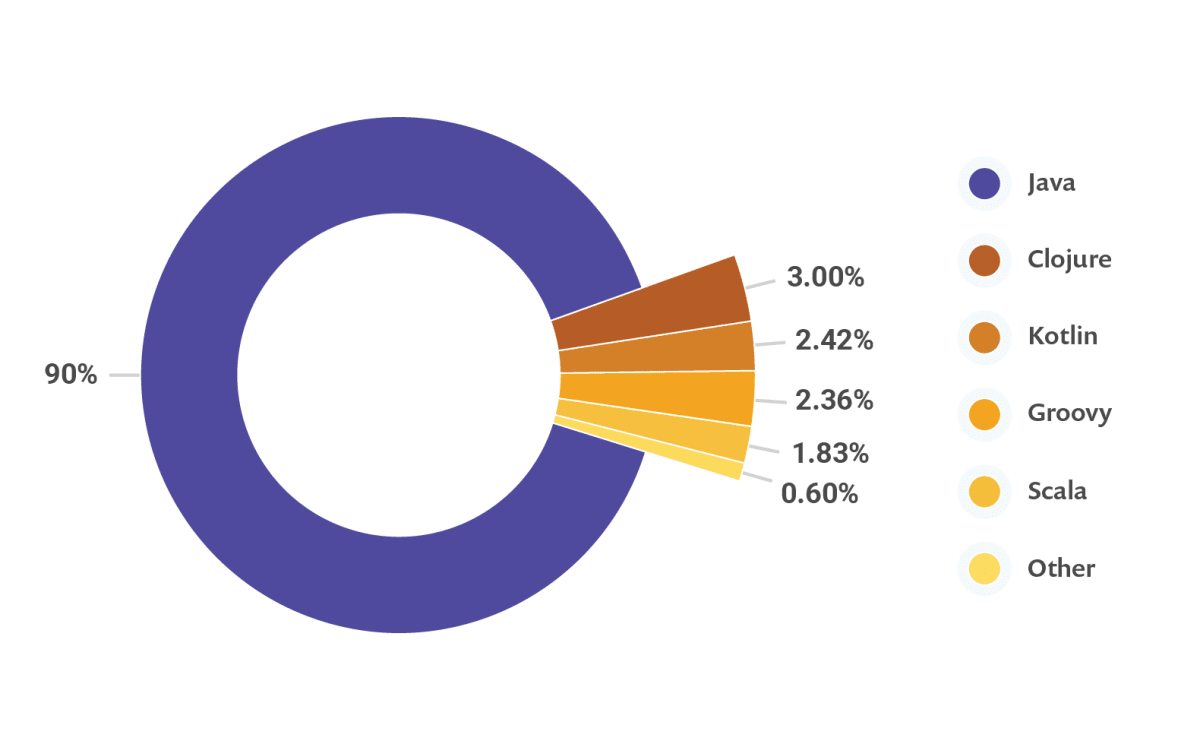 90%
3.00%
2.42%
2.36%
1.83%
0.60%
Java
Clojure
Kotlin
Groovy
Scala
Other